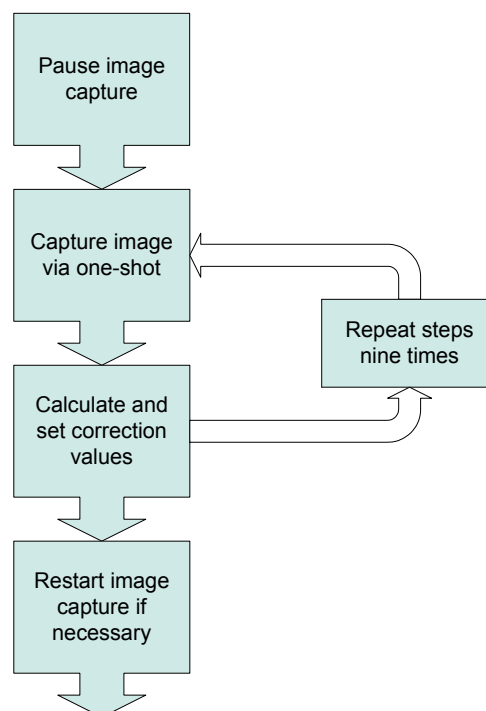 Pause image
capture
Capture image
via one-shot
Repeat steps
nine times
Calculate and
set correction
values
Restart image
capture if
necessary